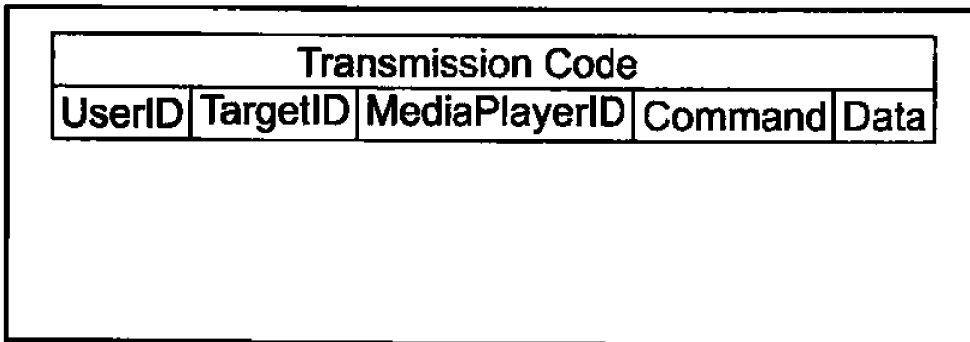 Transmission Code
UserID TargetID MediaPlayerID Command Data